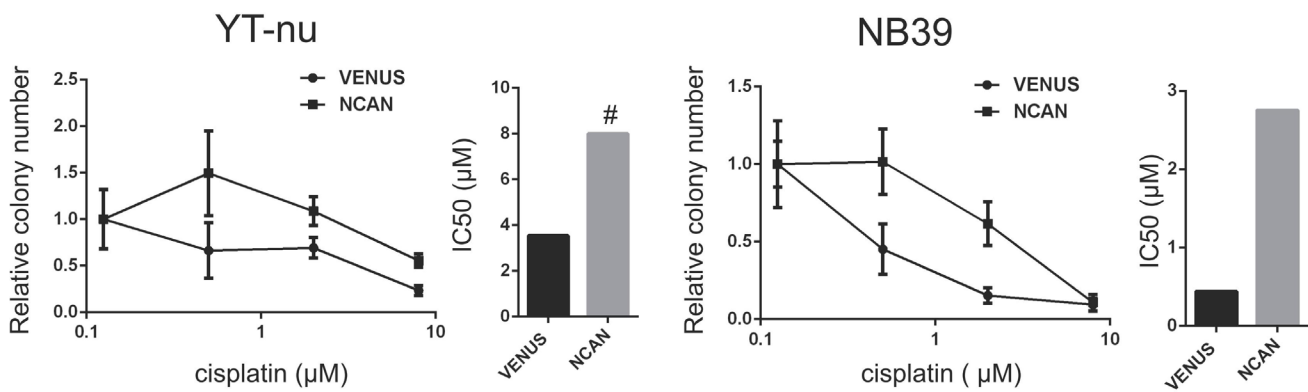 YT-nu
Relative colony number
2.5
2.0
1.5
1.0
0.5
0.0
0.1
1
10
cisplatin (µM)
VENUS
NCAN
IC50 (µM)
10
8
6
4
2
0
#
VENUS
NCAN
NB39
Relative colony number
1.5
1.0
0.5
0.0
0.1
1
10
cisplatin ( µM)
VENUS
NCAN
IC50 (µM)
3
2
1
0
VENUS
NCAN